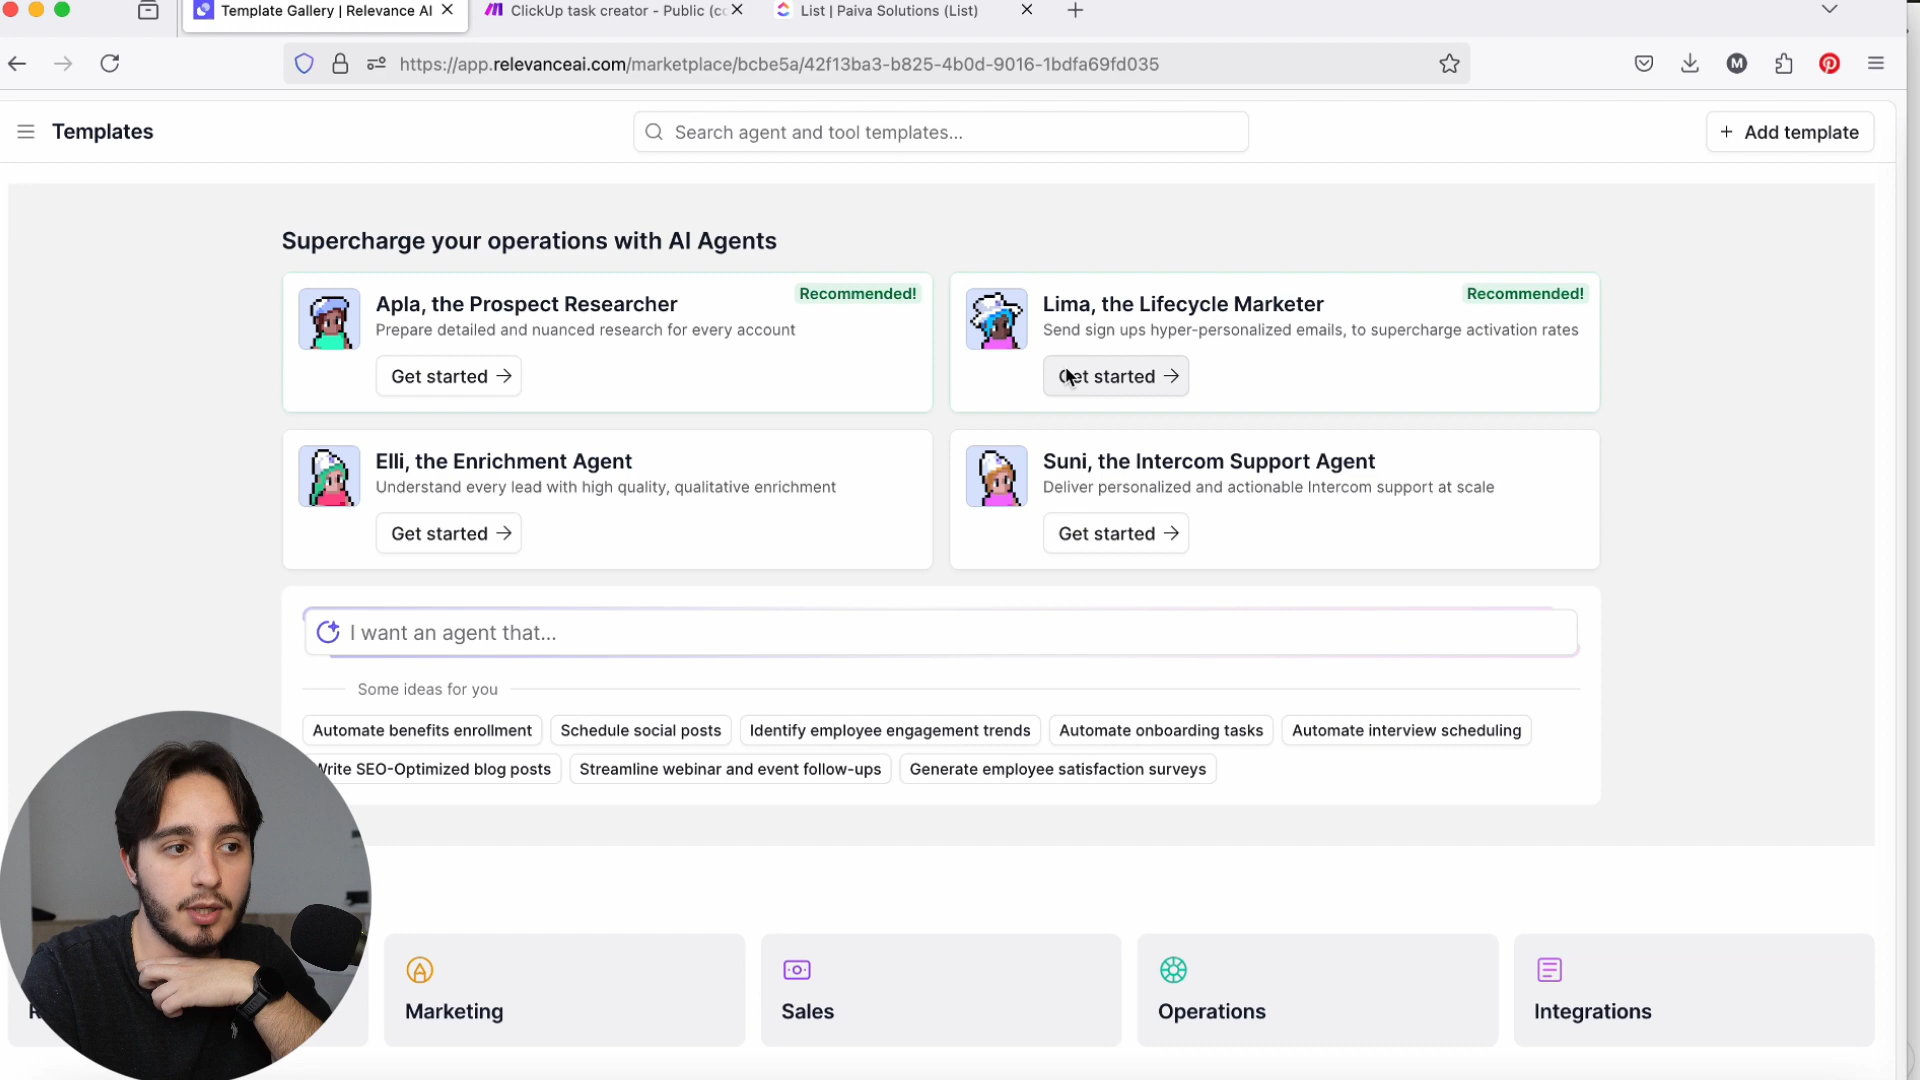 Template Gallery | Relevance AI
ClickUp task creator - Public (co
List | Paiva Solutions (List)
https://app.relevanceai.com/marketplace/bcbe5a/42f13ba3-b825-4b0d-9016-1bdfa69fd035
M
Templates
Search agent and tool templates...
+ Add template
Supercharge your operations with AI Agents
Apla, the Prospect Researcher
Recommended!
Prepare detailed and nuanced research for every account
Get started
Lima, the Lifecycle Marketer
Recommended!
Send sign ups hyper-personalized emails, to supercharge activation rates
Get started
Elli, the Enrichment Agent
Understand every lead with high quality, qualitative enrichment
Get started
Suni, the Intercom Support Agent
Deliver personalized and actionable Intercom support at scale
Get started
I want an agent that...
Some ideas for you
Automate benefits enrollment
Schedule social posts
Identify employee engagement trends
Automate onboarding tasks
Automate interview scheduling
Write SEO-Optimized blog posts
Streamline webinar and event follow-ups
Generate employee satisfaction surveys
Marketing
Sales
Operations
Integrations